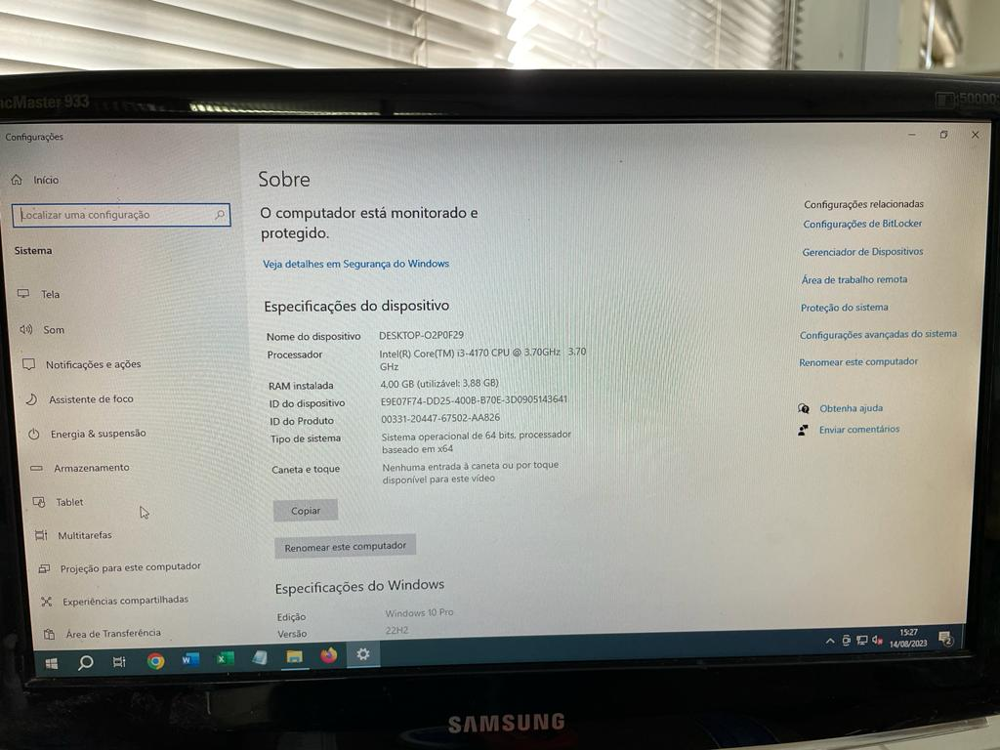 ncMaster 933
50000:
Configurações
Início
Localizar uma configuração
Sistema
Tela
Som
Notificações e ações
Assistente de foco
Energia & suspensão
Armazenamento
Tablet
Multitarefas
Projeção para este computador
Experiências compartilhadas
Área de Transferência
Sobre
O computador está monitorado e
protegido.
Veja detalhes em Segurança do Windows
Especificações do dispositivo
Nome do dispositivo DESKTOP-O2P0F29
Processador Intel(R) Core(TM) i3-4170 CPU @ 3.70GHz 3.70
GHz
RAM instalada 4,00 GB (utilizável: 3,88 GB)
ID do dispositivo E9E07F74-DD25-400B-B70E-3D0905143641
ID do Produto 00331-20447-67502-AA826
Tipo de sistema Sistema operacional de 64 bits, processador
baseado em x64
Caneta e toque Nenhuma entrada à caneta ou por toque
disponível para este vídeo
Copiar
Renomear este computador
Especificações do Windows
Edição Windows 10 Pro
Versão 22H2
Configurações relacionadas
Configurações de BitLocker
Gerenciador de Dispositivos
Área de trabalho remota
Proteção do sistema
Configurações avançadas do sistema
Renomear este computador
Obtenha ajuda
Enviar comentários
15:27
14/08/2023
2
SAMSUNG